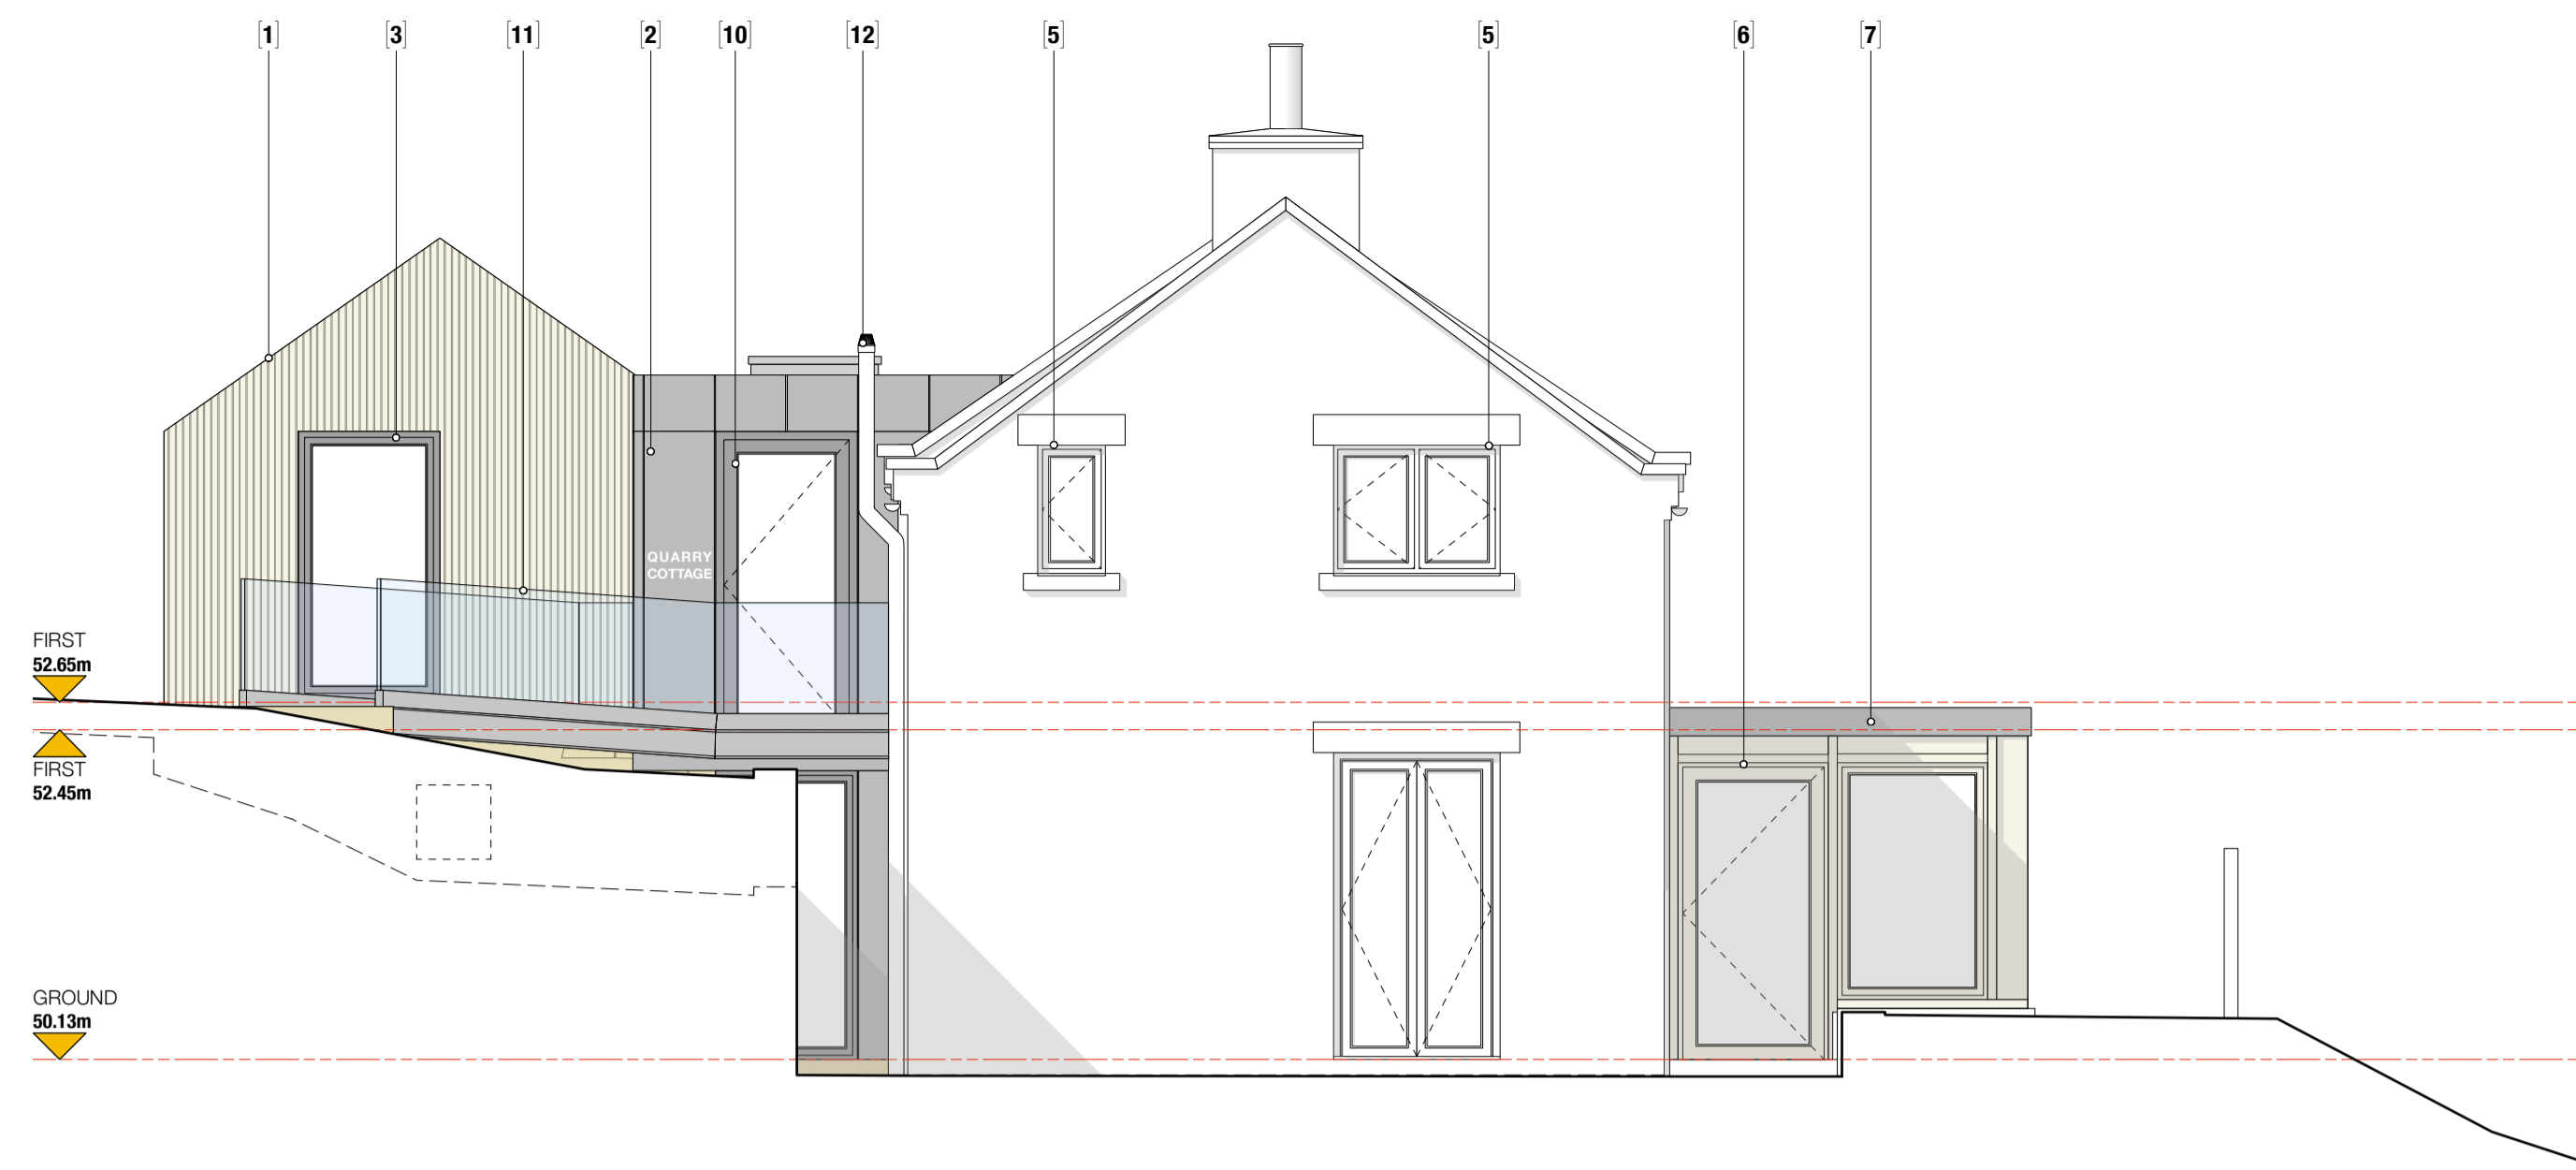 [1] [3] [11] [2] [10] [12] [5] [5] [6] [7]
QUARRY
COTTAGE
FIRST
52.65m
FIRST
52.45m
GROUND
50.13m